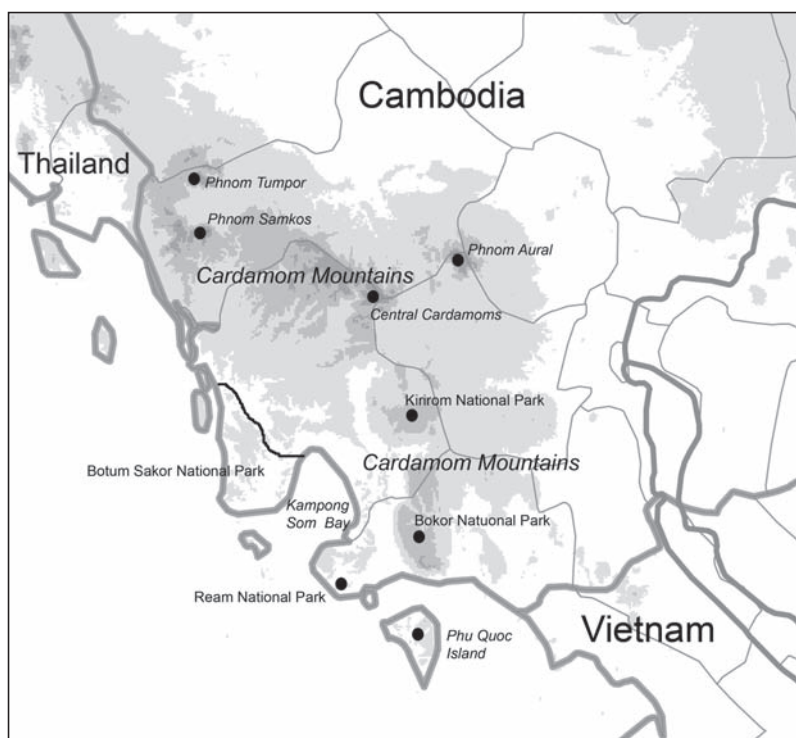 Cambodia
Thailand
Phnom Tumpor
Phnom Samkos
Phnom Aural
Cardamom Mountains
Central Cardamoms
Kirirom National Park
Cardamom Mountains
Botum Sakor National Park
Kampong
Som Bay
Bokor Natuonal Park
Ream National Park
Vietnam
Phu Quoc
Island